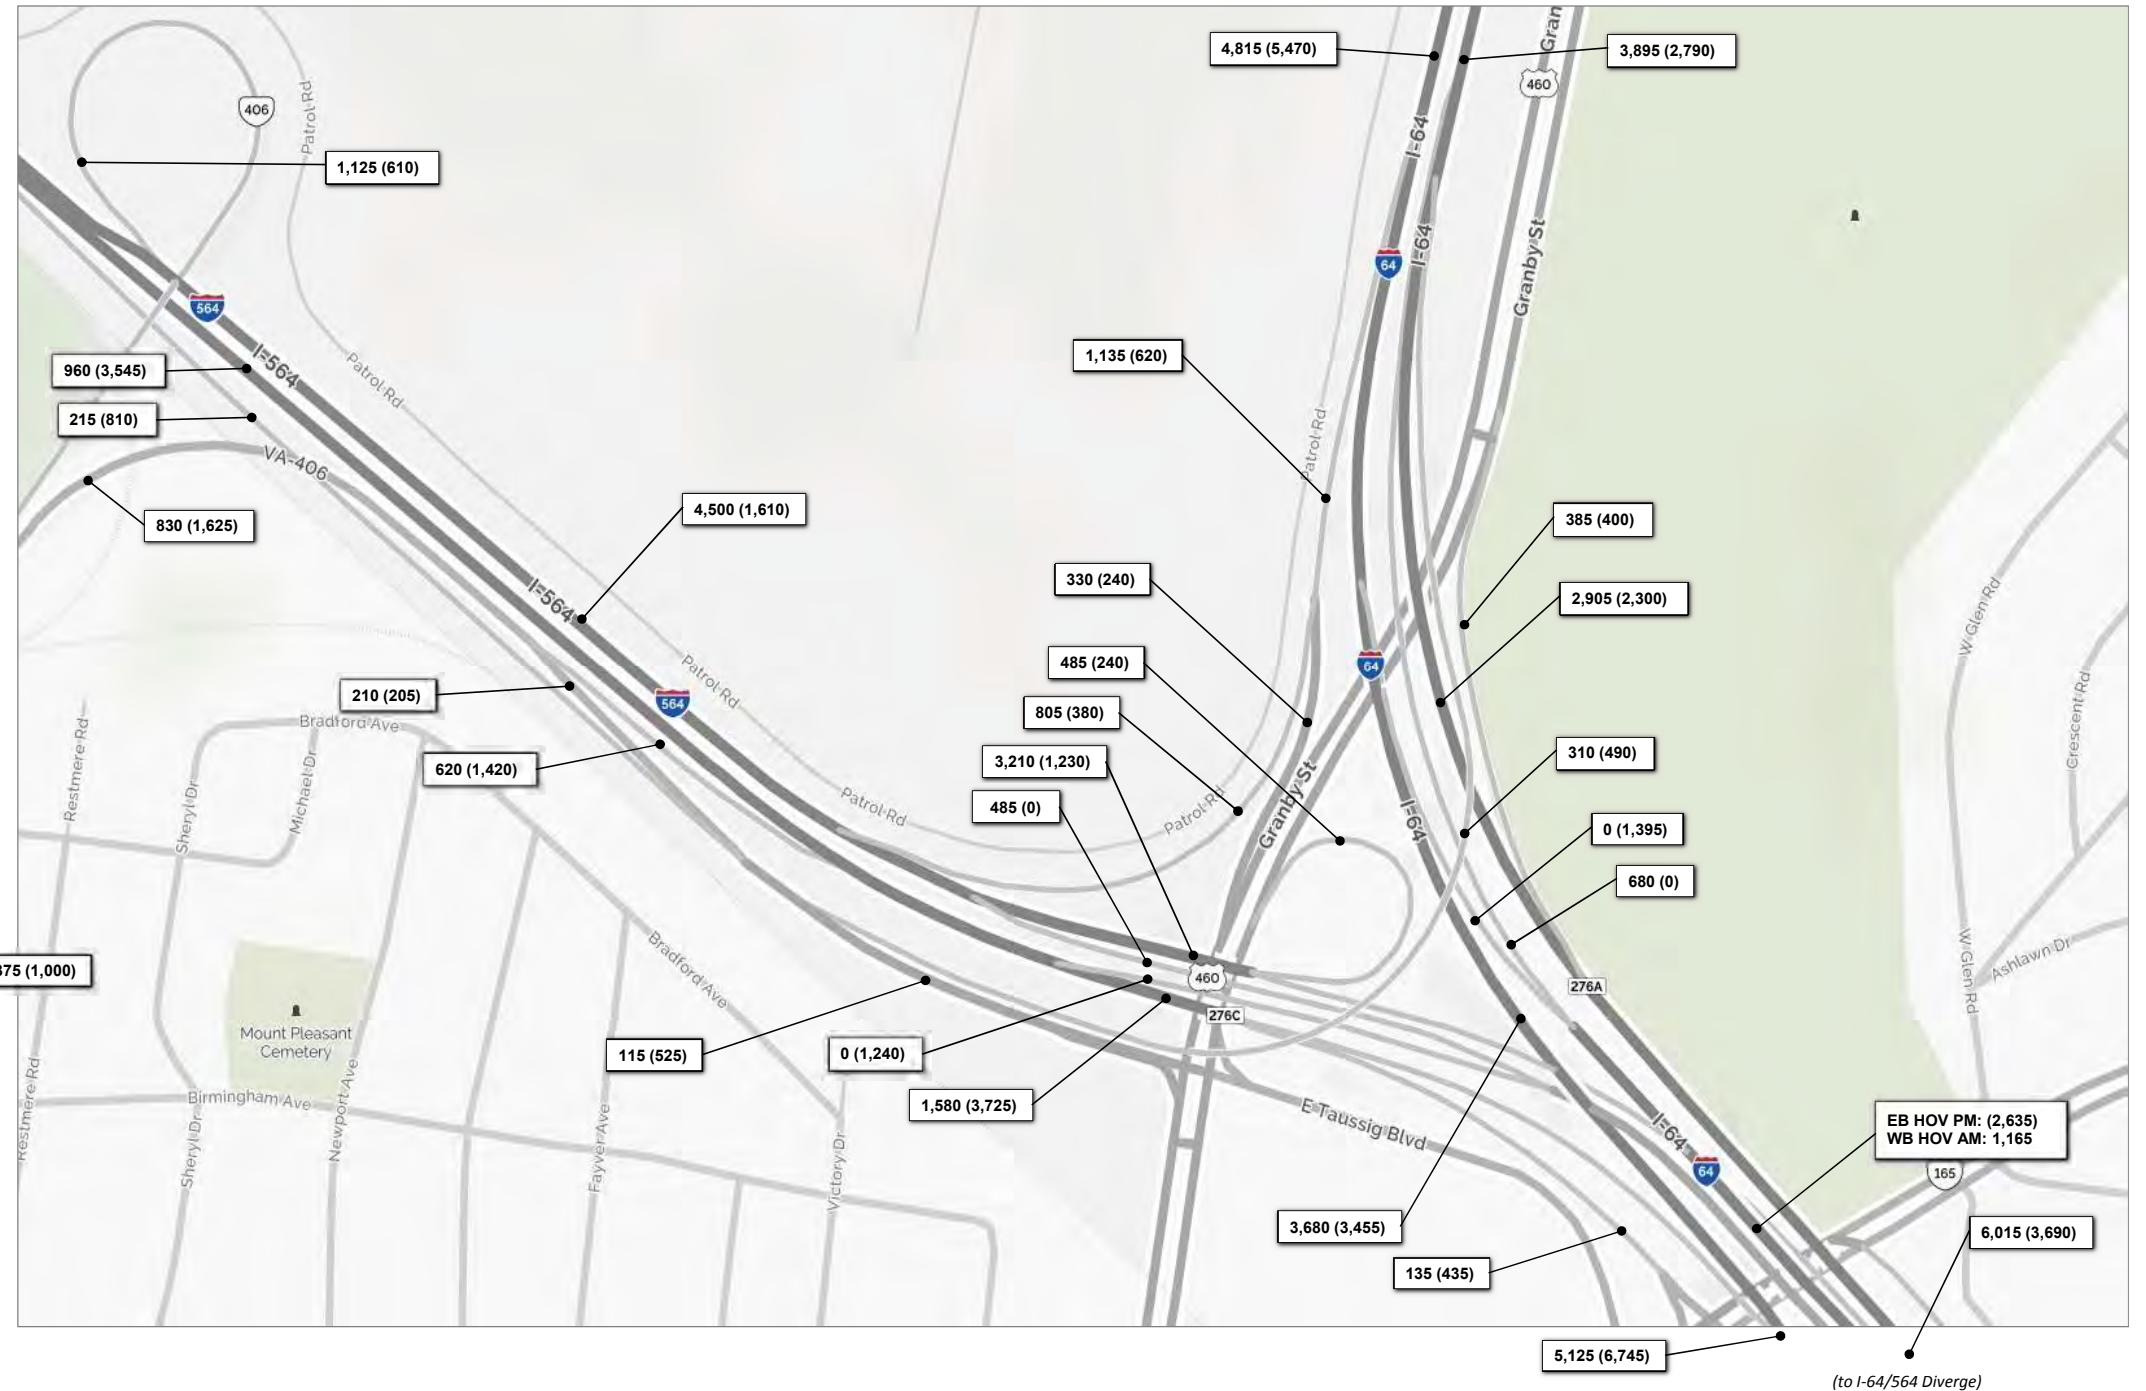 4,815 (5,470)
3,895 (2,790)
Gran
460
406
Patrol Rd
1,125 (610)
I-64
I-64
64
Granby St
564
I-564
1,135 (620)
960 (3,545)
Patrol Rd
215 (810)
Patrol Rd
VA-406
830 (1,625)
4,500 (1,610)
385 (400)
330 (240)
2,905 (2,300)
I-564
W Glen Rd
485 (240)
64
Patrol Rd
210 (205)
564
805 (380)
Crescent Rd
Bradford Ave
Restmere Rd
Michael Dr
Sheryl Dr
620 (1,420)
3,210 (1,230)
310 (490)
485 (0)
Patrol Rd
Patrol Rd
Granby St
I-64
0 (1,395)
680 (0)
Bradford Ave
W Glen Rd
Ashlawn Dr
375 (1,000)
460
276A
276C
Mount Pleasant
Cemetery
115 (525)
0 (1,240)
3,680 (3,455)
1,580 (3,725)
Birmingham Ave
Restmere Rd
Sheryl Dr
Newport Ave
Fayver Ave
Victory Dr
E Taussig Blvd
I-64
64
EB HOV PM: (2,635)
WB HOV AM: 1,165
165
6,015 (3,690)
135 (435)
5,125 (6,745)
(to I-64/564 Diverge)